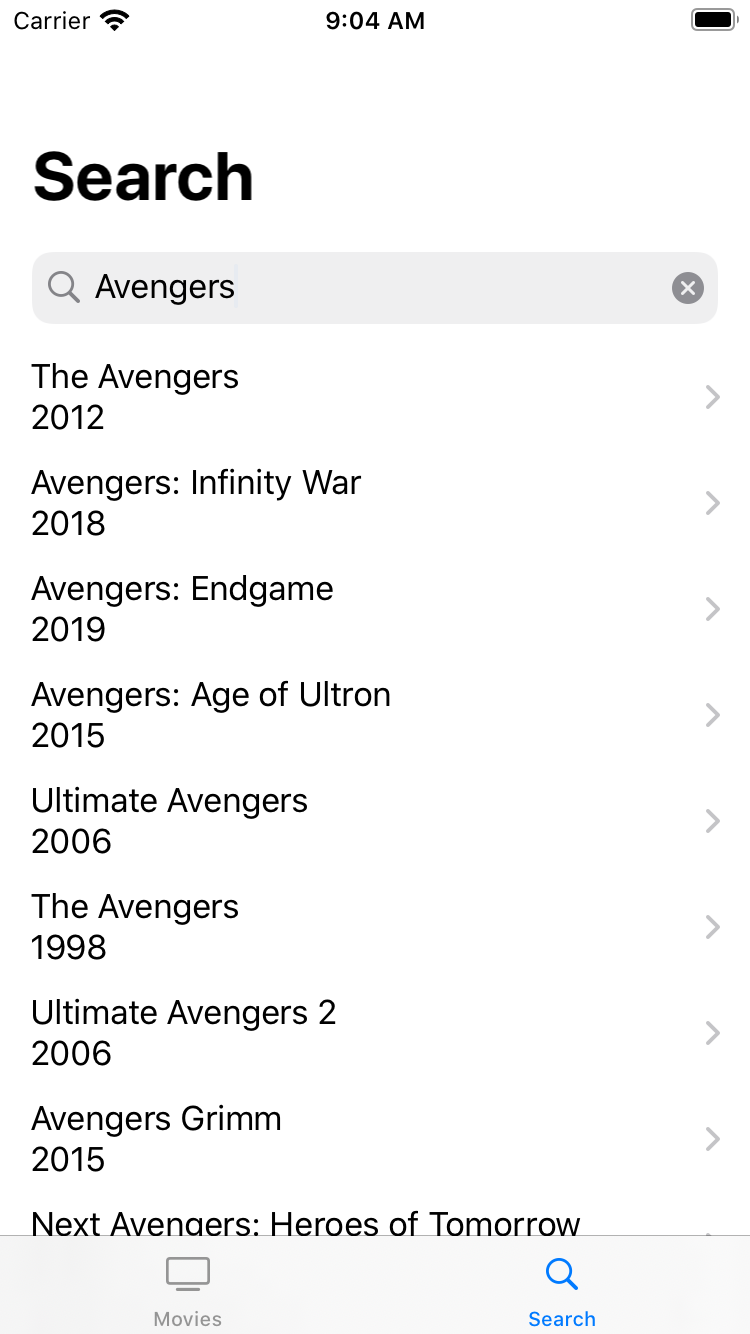 Carrier 9:04 AM
Search
Avengers
The Avengers
2012
Avengers: Infinity War
2018
Avengers: Endgame
2019
Avengers: Age of Ultron
2015
Ultimate Avengers
2006
The Avengers
1998
Ultimate Avengers 2
2006
Avengers Grimm
2015
Next Avengers: Heroes of Tomorrow
Movies Search